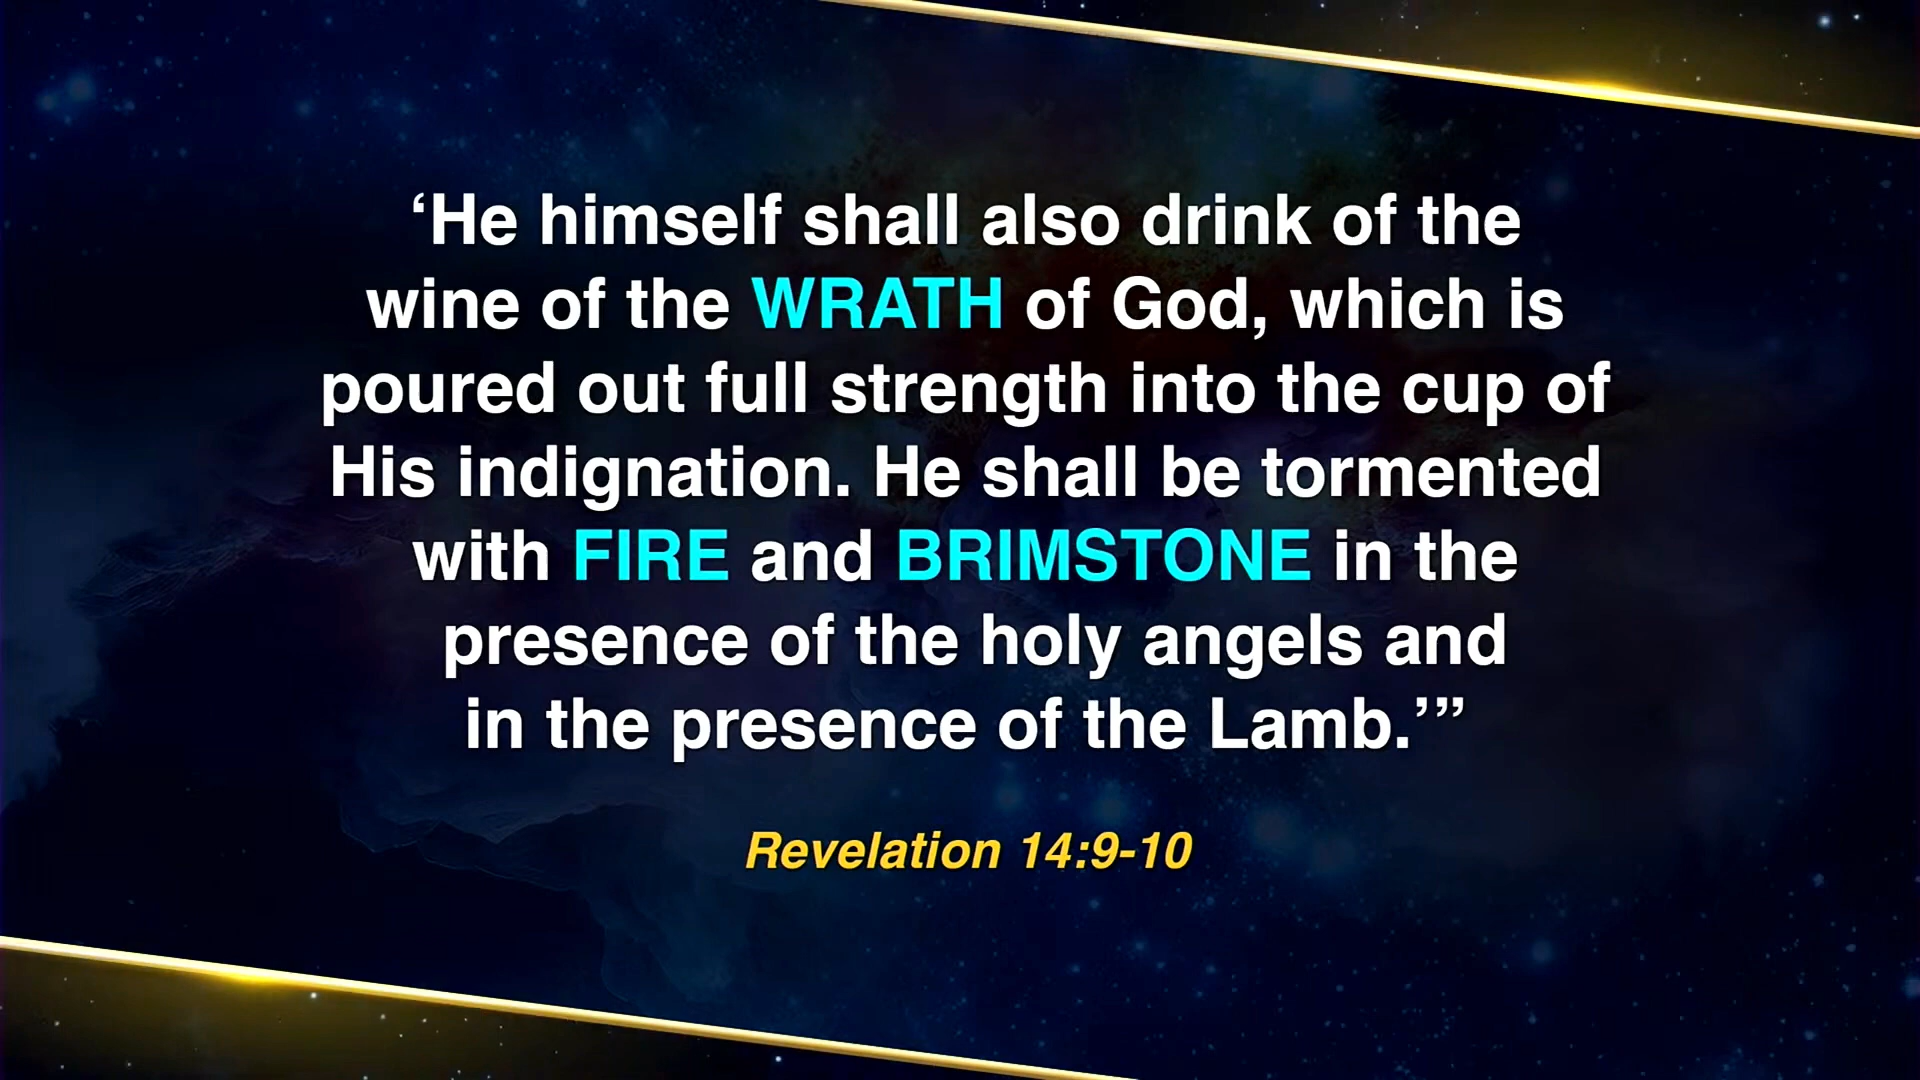 ‘He himself shall also drink of the
wine of the WRATH of God, which is
poured out full strength into the cup of
His indignation. He shall be tormented
with FIRE and BRIMSTONE in the
presence of the holy angels and
in the presence of the Lamb.’”
Revelation 14:9-10